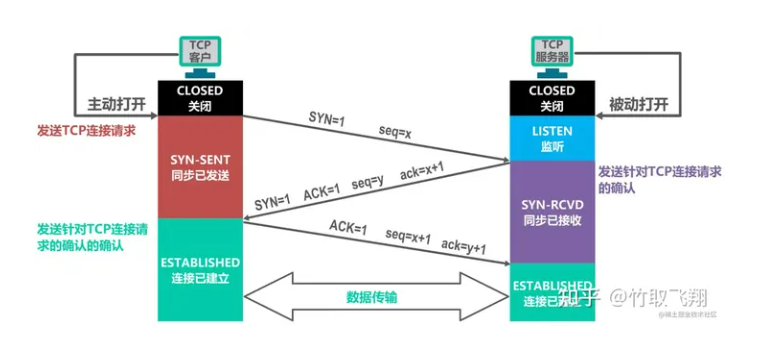 TCP
客户
TCP
服务器
主动打开
CLOSED
关闭
CLOSED
关闭
被动打开
发送TCP连接请求
SYN=1 seq=x
LISTEN
监听
SYN-SENT
同步已发送
SYN=1 ACK=1 seq=y ack=x+1
发送针对TCP连接请求
的确认
SYN-RCVD
同步已接收
发送针对TCP连接请
求的确认的确认
ACK=1 seq=x+1 ack=y+1
ESTABLISHED
连接已建立
数据传输
ESTABLISHED
连接已建立
知乎 @竹取飞翔
@稀土掘金技术社区